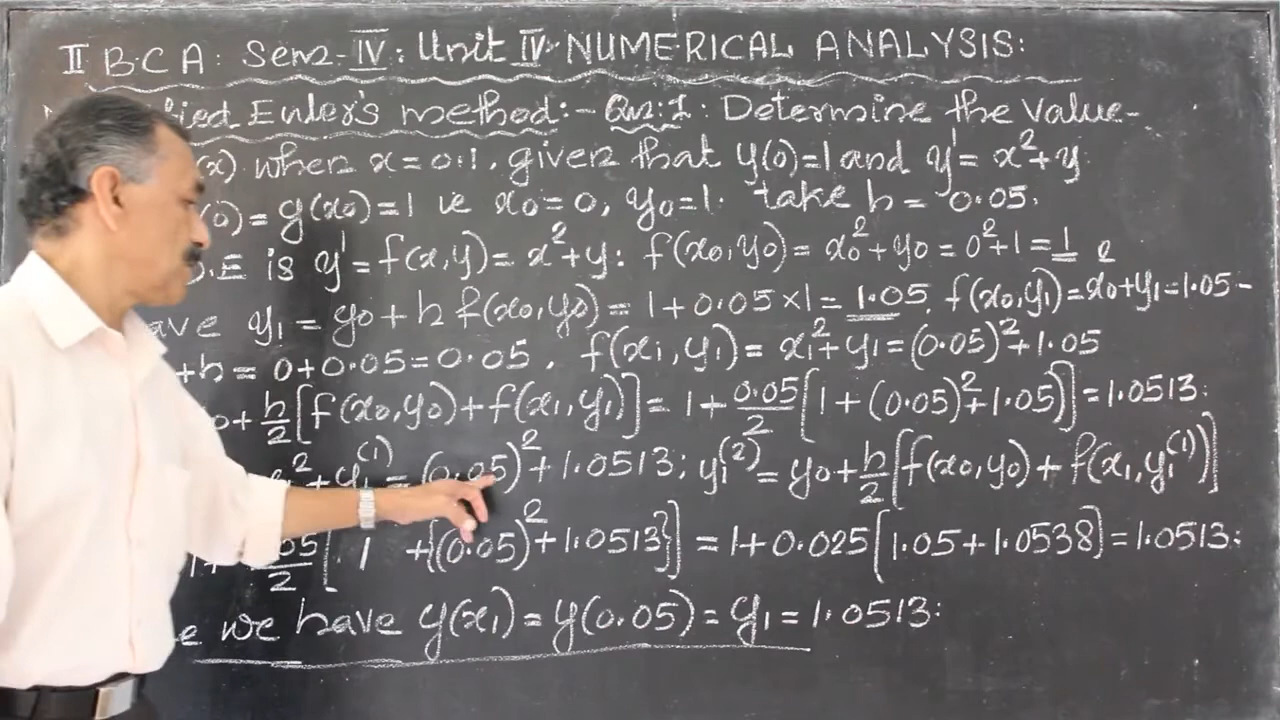 II B.C.A: Sem-IV: Unit IV: NUMERICAL ANALYSIS:
Euler's method:- Qus:1: Determine the value-
(x) when x=0.1, given that y(0)=1 and y'=x²+y
(0)=y(x0)=1 ie x0=0, y0=1. take h=0.05.
D.E is y'=f(x,y)=x²+y: f(x0,y0)=x0²+y0=0²+1=1
have y1=y0+h f(x0,y0)=1+0.05×1=1.05. f(x0,y1)=x0+y1=1.05-
+h=0+0.05=0.05, f(x1,y1)=x1²+y1=(0.05)²+1.05
y0+h/2[f(x0,y0)+f(x1,y1)]=1+0.05/2[1+(0.05)²+1.05)]=1.0513:
²+y1^(1)=(0.05)²+1.0513; y1^(2)=y0+h/2[f(x0,y0)+f(x1,y1^(1))]
/2[1+{(0.05)²+1.0513}]=1+0.025[1.05+1.0538]=1.0513:
we have y(x1)=y(0.05)=y1=1.0513: